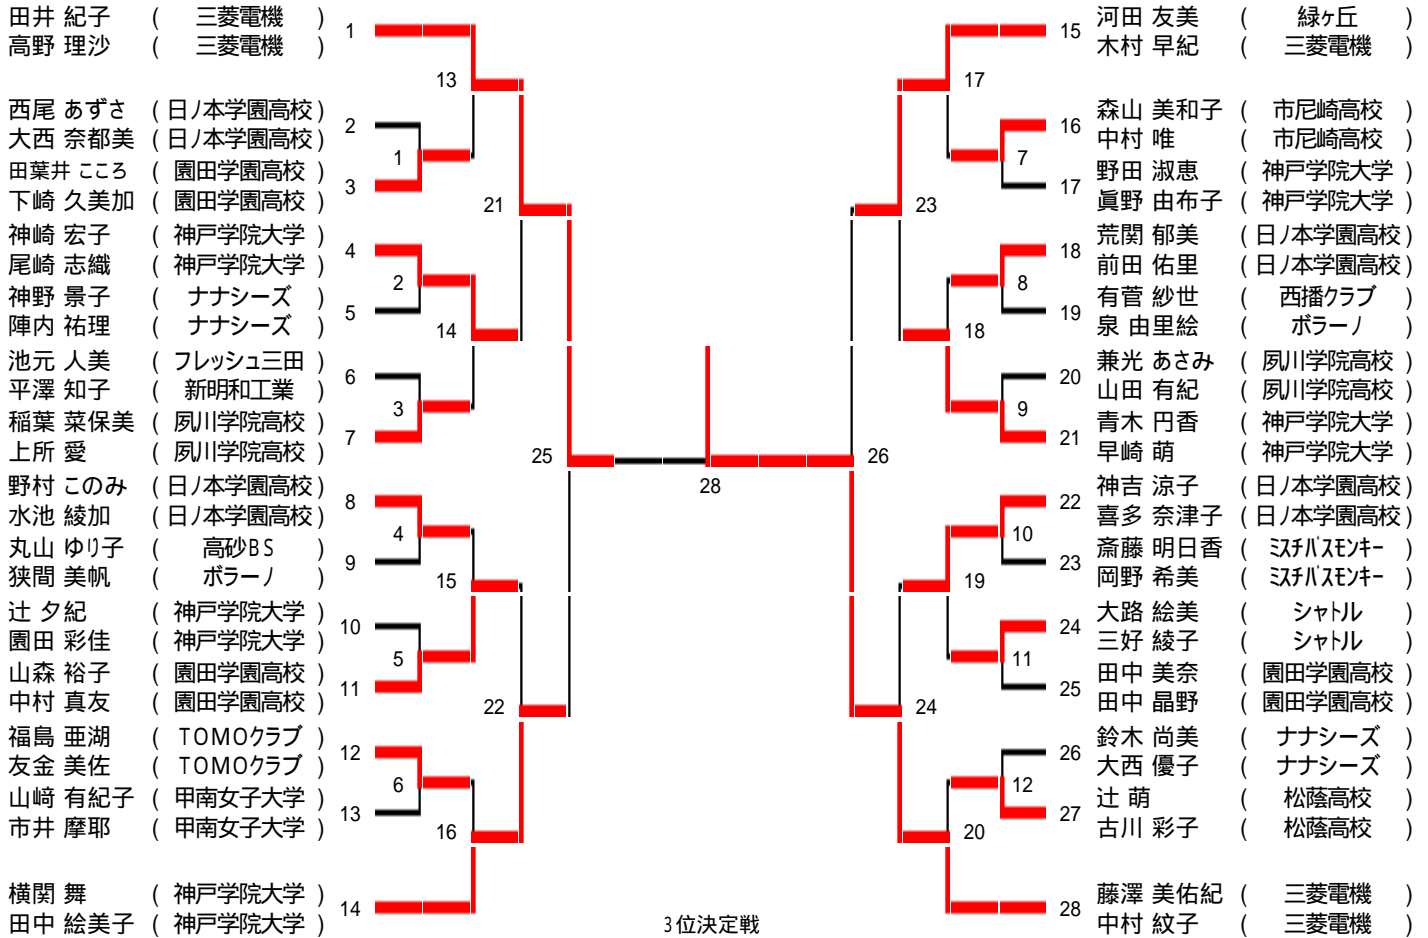 田井 紀子 ( 三菱電機 )
高野 理沙 ( 三菱電機 )
1
西尾 あずさ ( 日ノ本学園高校 )
大西 奈都美 ( 日ノ本学園高校 )
2
田葉井 こころ ( 園田学園高校 )
下崎 久美加 ( 園田学園高校 )
3
神崎 宏子 ( 神戸学院大学 )
尾崎 志織 ( 神戸学院大学 )
4
神野 景子 ( ナナシーズ )
陣内 祐理 ( ナナシーズ )
5
池元 人美 ( フレッシュ三田 )
平澤 知子 ( 新明和工業 )
6
稲葉 菜保美 ( 夙川学院高校 )
上所 愛 ( 夙川学院高校 )
7
野村 このみ ( 日ノ本学園高校 )
水池 綾加 ( 日ノ本学園高校 )
8
丸山 ゆり子 ( 高砂BS )
狭間 美帆 ( ボラーノ )
9
辻 夕紀 ( 神戸学院大学 )
園田 彩佳 ( 神戸学院大学 )
10
山森 裕子 ( 園田学園高校 )
中村 真友 ( 園田学園高校 )
11
福島 亜湖 ( TOMOクラブ )
友金 美佐 ( TOMOクラブ )
12
山﨑 有紀子 ( 甲南女子大学 )
市井 摩耶 ( 甲南女子大学 )
13
横関 舞 ( 神戸学院大学 )
田中 絵美子 ( 神戸学院大学 )
14
13
1
21
2
14
3
25
4
15
5
22
6
16
28
3位決定戦
17
7
23
8
18
9
26
10
19
11
24
12
20
15
河田 友美 ( 緑ヶ丘 )
木村 早紀 ( 三菱電機 )
16
森山 美和子 ( 市尼崎高校 )
中村 唯 ( 市尼崎高校 )
17
野田 淑恵 ( 神戸学院大学 )
眞野 由布子 ( 神戸学院大学 )
18
荒関 郁美 ( 日ノ本学園高校 )
前田 佑里 ( 日ノ本学園高校 )
19
有菅 紗世 ( 西播クラブ )
泉 由里絵 ( ボラーノ )
20
兼光 あさみ ( 夙川学院高校 )
山田 有紀 ( 夙川学院高校 )
21
青木 円香 ( 神戸学院大学 )
早崎 萌 ( 神戸学院大学 )
22
神吉 涼子 ( 日ノ本学園高校 )
喜多 奈津子 ( 日ノ本学園高校 )
23
斎藤 明日香 ( ミスチバスモンキー )
岡野 希美 ( ミスチバスモンキー )
24
大路 絵美 ( シャトル )
三好 綾子 ( シャトル )
25
田中 美奈 ( 園田学園高校 )
田中 晶野 ( 園田学園高校 )
26
鈴木 尚美 ( ナナシーズ )
大西 優子 ( ナナシーズ )
27
辻 萌 ( 松蔭高校 )
古川 彩子 ( 松蔭高校 )
28
藤澤 美佑紀 ( 三菱電機 )
中村 紋子 ( 三菱電機 )